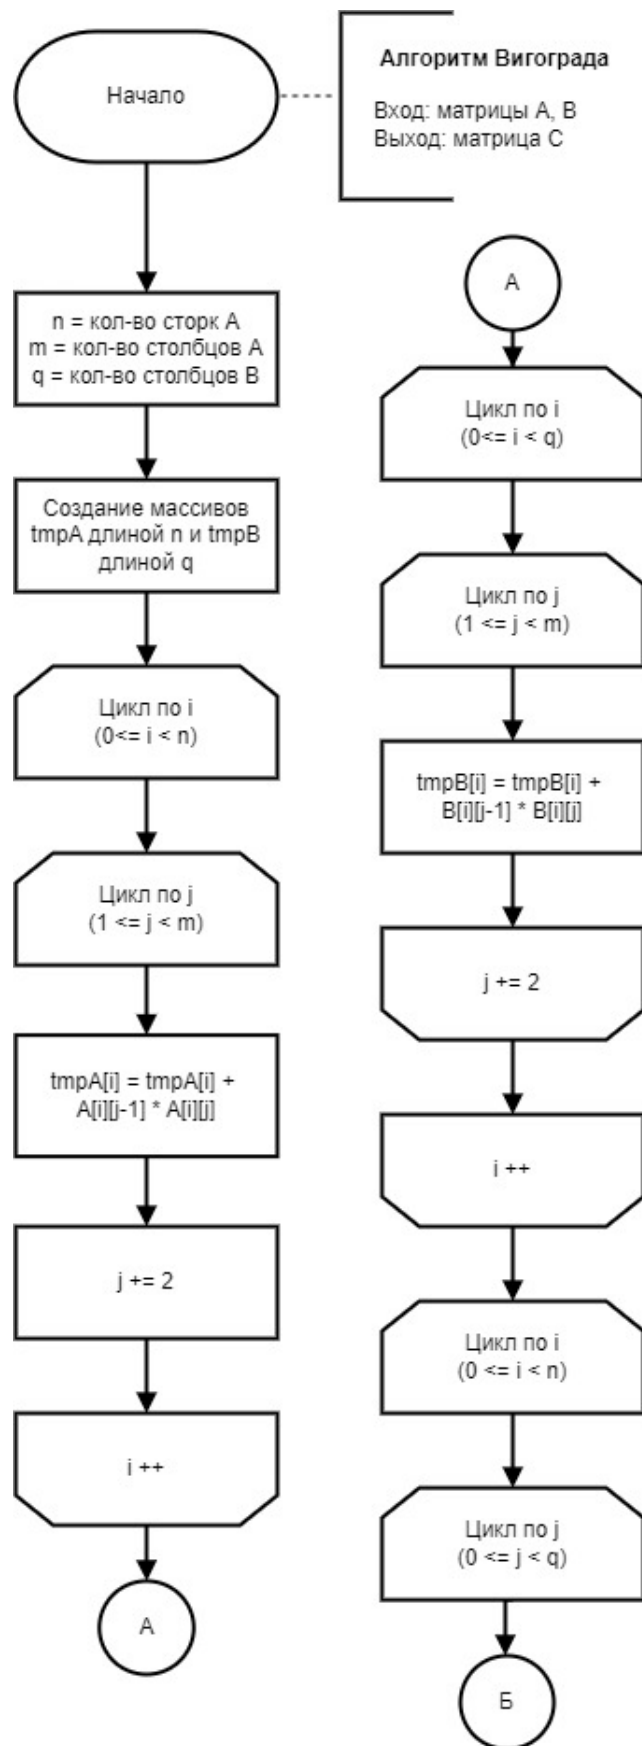 Начало
Алгоритм Вигограда
Вход: матрицы А, В
Выход: матрица С
n = кол-во сторк А
m = кол-во столбцов А
q = кол-во столбцов В
Создание массивов
tmpA длиной n и tmpB
длиной q
Цикл по i
(0<= i < n)
Цикл по j
(1 <= j < m)
tmpA[i] = tmpA[i] +
A[i][j-1] * A[i][j]
j += 2
i ++
А
А
Цикл по i
(0<= i < q)
Цикл по j
(1 <= j < m)
tmpB[i] = tmpB[i] +
B[i][j-1] * B[i][j]
j += 2
i ++
Цикл по i
(0 <= i < n)
Цикл по j
(0 <= j < q)
Б